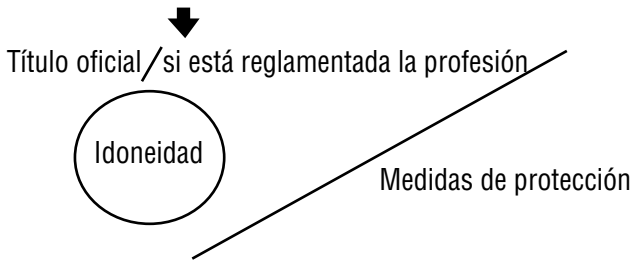 Título oficial/si está reglamentada la profesión
Idoneidad
Medidas de protección